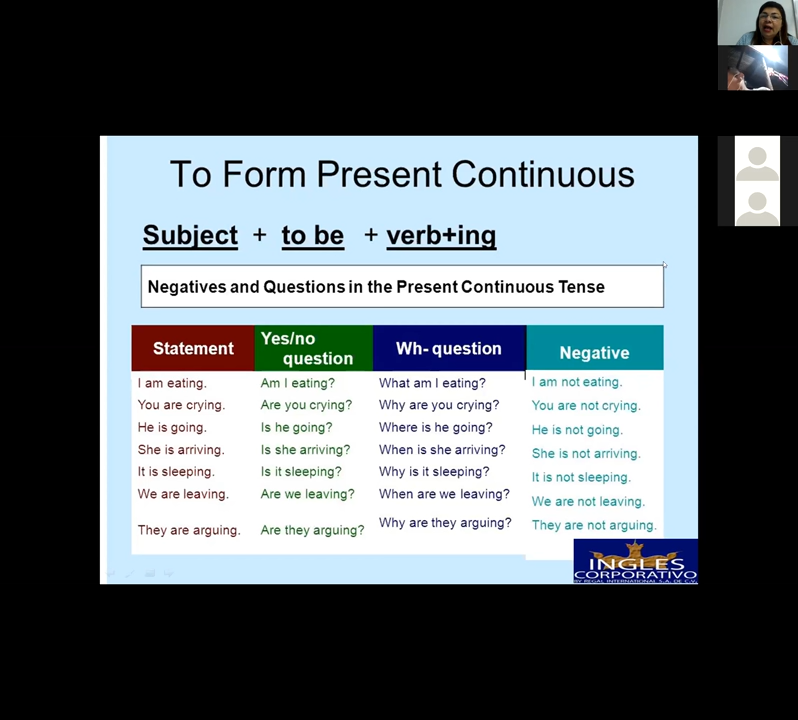 To Form Present Continuous
Subject + to be + verb+ing
Negatives and Questions in the Present Continuous Tense
Statement
Yes/no
question
Wh- question
Negative
I am eating.
Am I eating?
What am I eating?
I am not eating.
You are crying.
Are you crying?
Why are you crying?
You are not crying.
He is going.
Is he going?
Where is he going?
He is not going.
She is arriving.
Is she arriving?
When is she arriving?
She is not arriving.
It is sleeping.
Is it sleeping?
Why is it sleeping?
It is not sleeping.
We are leaving.
Are we leaving?
When are we leaving?
We are not leaving.
They are arguing.
Are they arguing?
Why are they arguing?
They are not arguing.
INGLES
CORPORATIVO
BY REGAL INTERNATIONAL S.A. DE C.V.